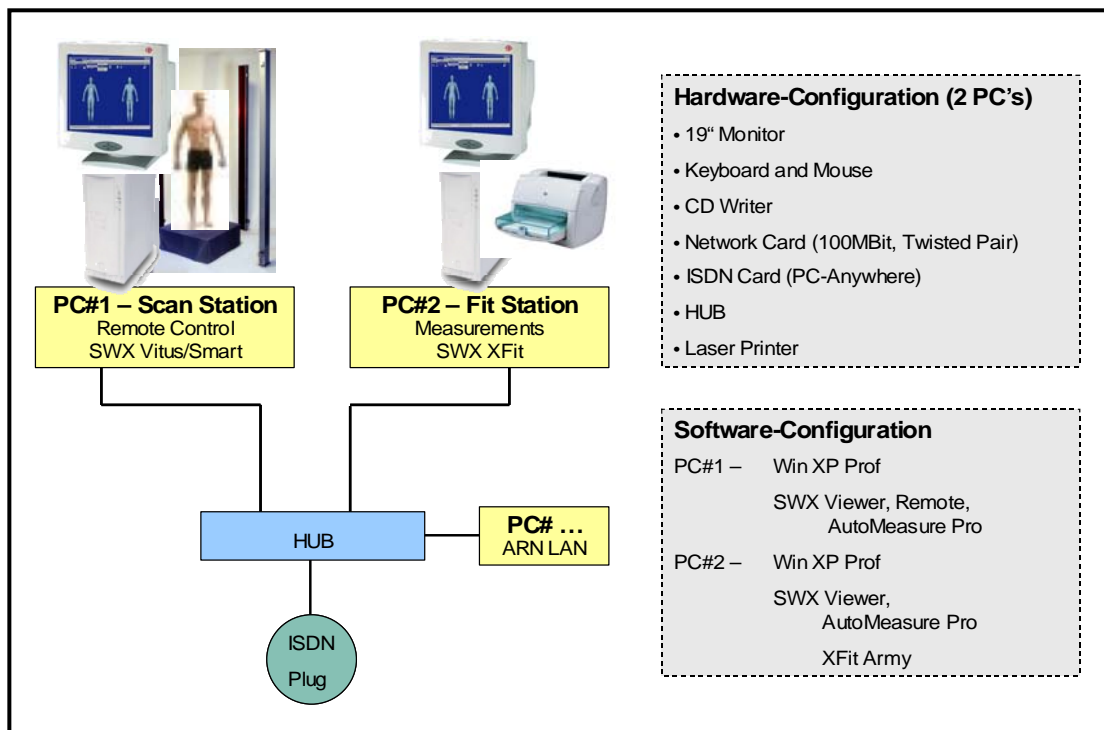 PC#1 – Scan Station
Remote Control
SWX Vitus/Smart
PC#2 – Fit Station
Measurements
SWX XFit
HUB
PC# …
ARN LAN
ISDN
Plug
Hardware-Configuration (2 PC’s)
• 19“ Monitor
• Keyboard and Mouse
• CD Writer
• Network Card (100MBit, Twisted Pair)
• ISDN Card (PC-Anywhere)
• HUB
• Laser Printer
Software-Configuration
PC#1 – Win XP Prof
SWX Viewer, Remote,
AutoMeasure Pro
PC#2 – Win XP Prof
SWX Viewer,
AutoMeasure Pro
XFit Army